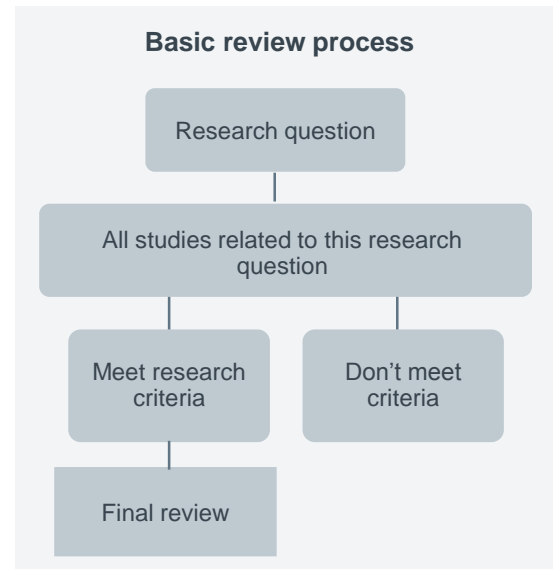 Basic review process
Research question
All studies related to this research
question
Meet research
criteria
Don’t meet
criteria
Final review